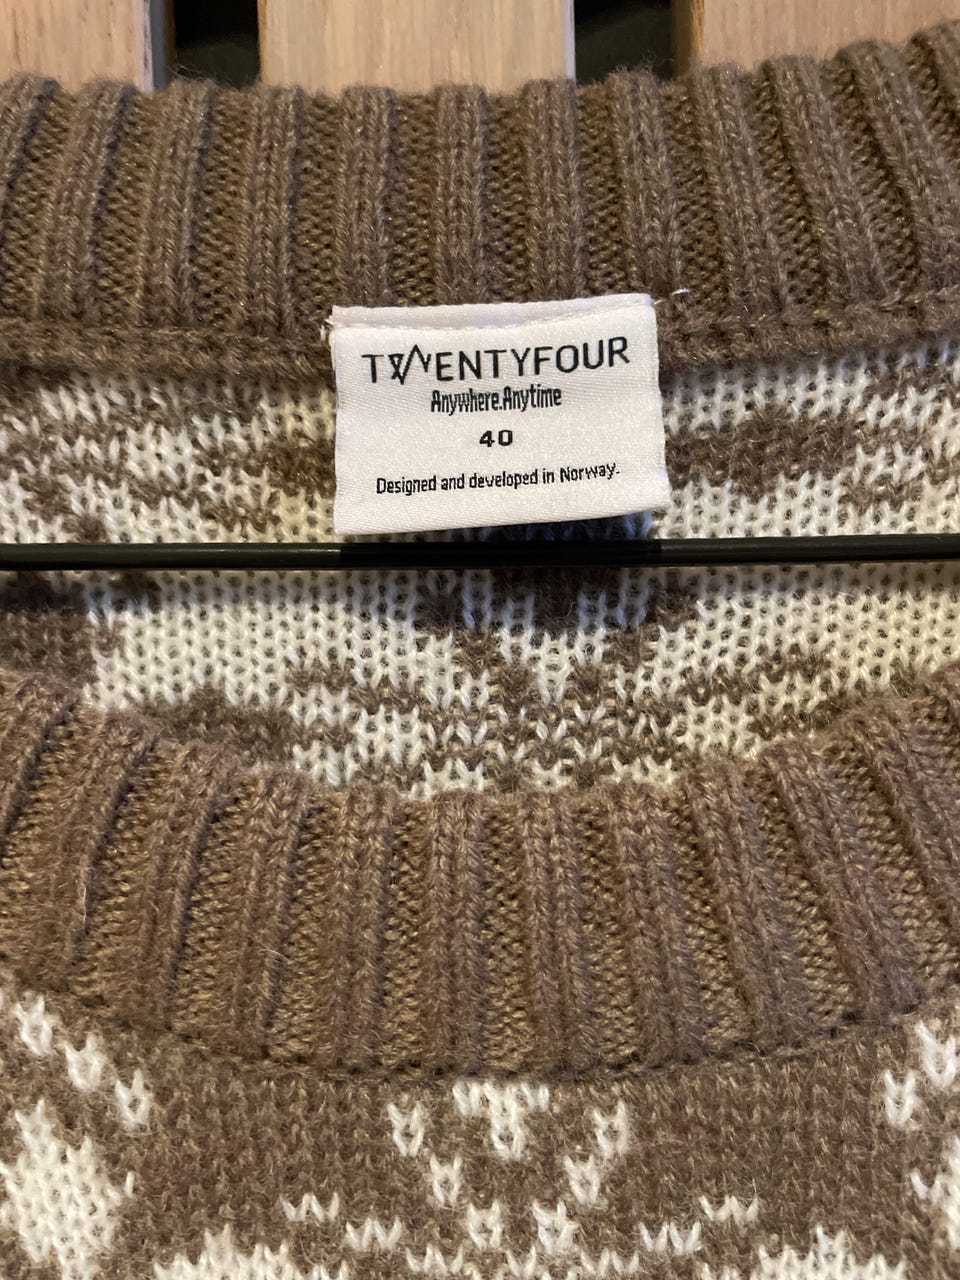 TWENTYFOUR
Anywhere.Anytime
40
Designed and developed in Norway.